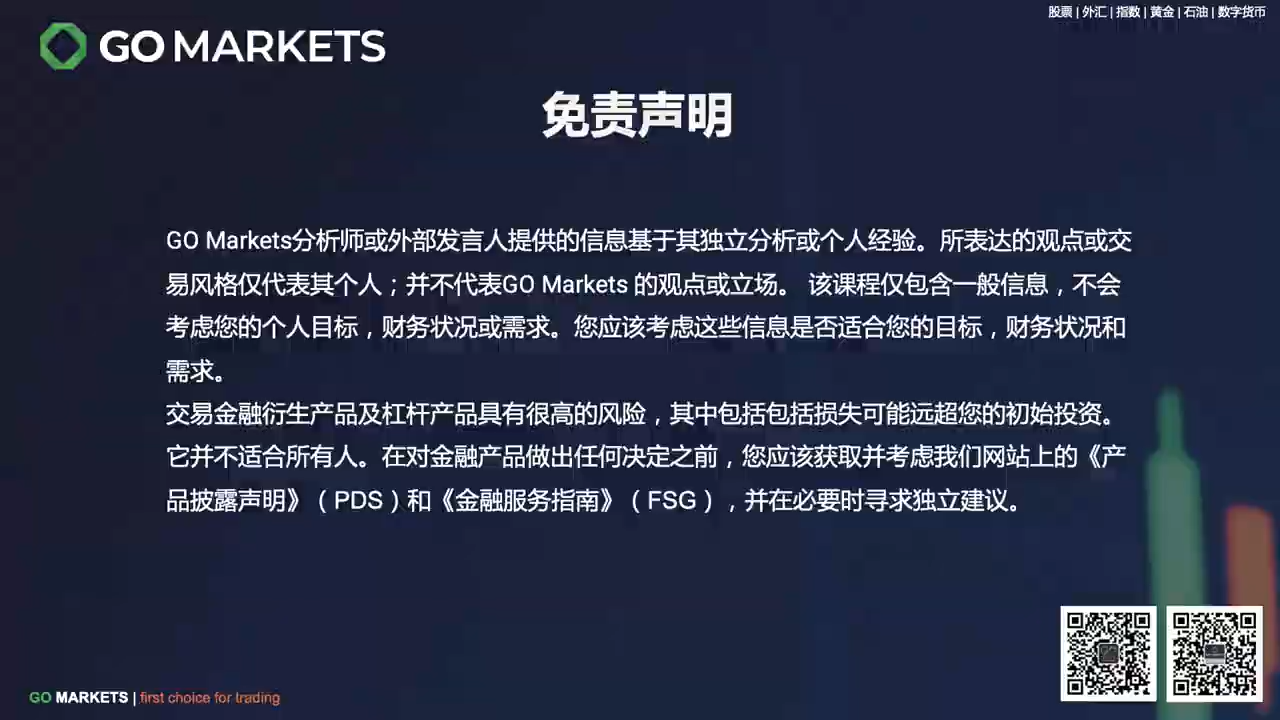 股票 | 外汇 | 指数 | 黄金 | 石油 | 数字货币
GO MARKETS
免责声明
GO Markets分析师或外部发言人提供的信息基于其独立分析或个人经验。所表达的观点或交
易风格仅代表其个人；并不代表GO Markets 的观点或立场。 该课程仅包含一般信息，不会
考虑您的个人目标，财务状况或需求。您应该考虑这些信息是否适合您的目标，财务状况和
需求。
交易金融衍生产品及杠杆产品具有很高的风险，其中包括包括损失可能远超您的初始投资。
它并不适合所有人。在对金融产品做出任何决定之前，您应该获取并考虑我们网站上的《产
品披露声明》（PDS）和《金融服务指南》（FSG），并在必要时寻求独立建议。
GO MARKETS | first choice for trading